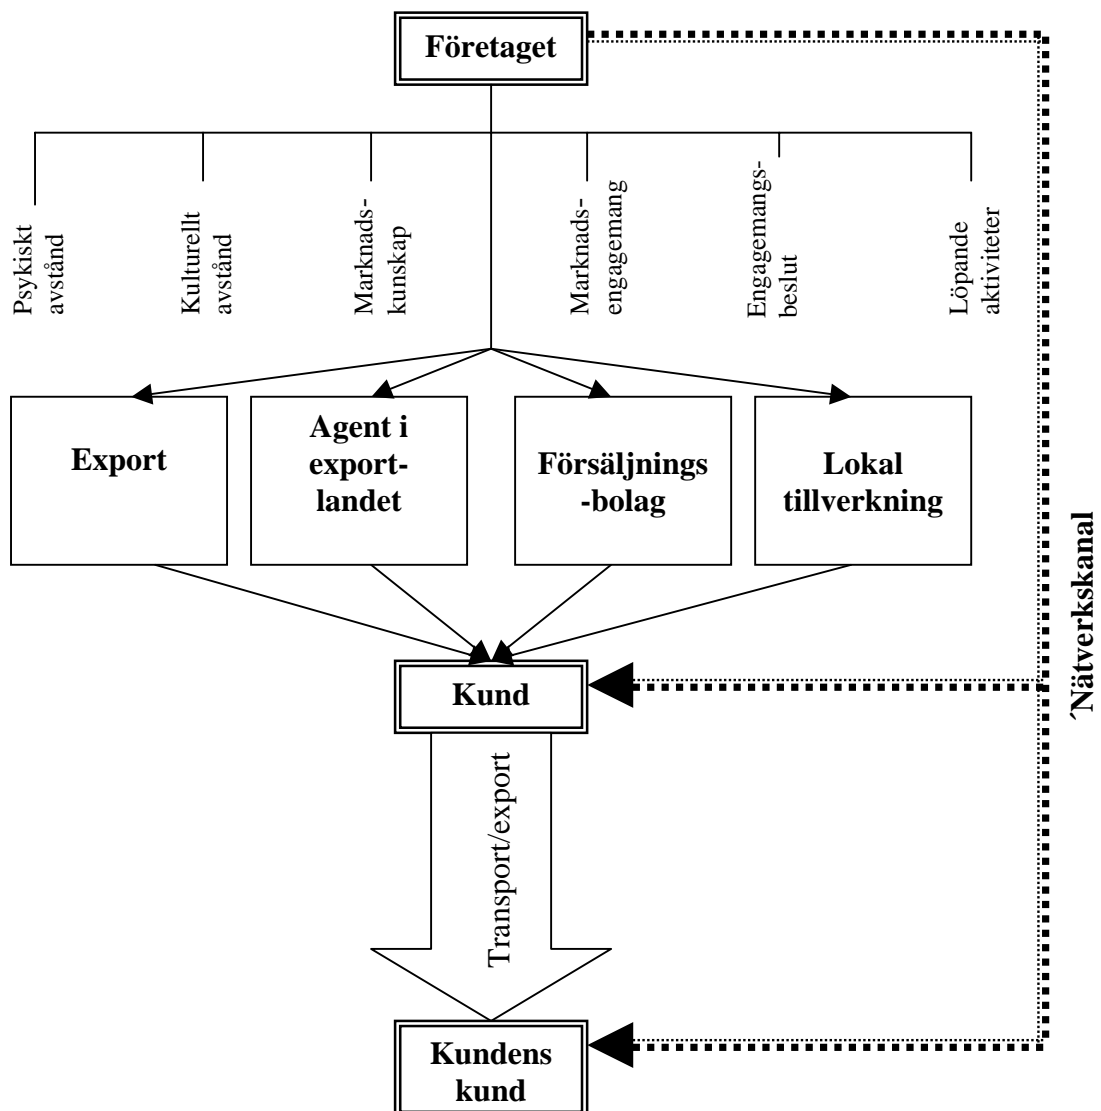 Företaget
Psykiskt
avstånd
Kulturellt
avstånd
Marknads-
kunskap
Marknads-
engagemang
Engagemangs-
beslut
Löpande
aktiviteter
Export
Agent i
export-
landet
Försäljnings
-bolag
Lokal
tillverkning
´Nätverkskanal
Kund
Transport/export
Kundens
kund